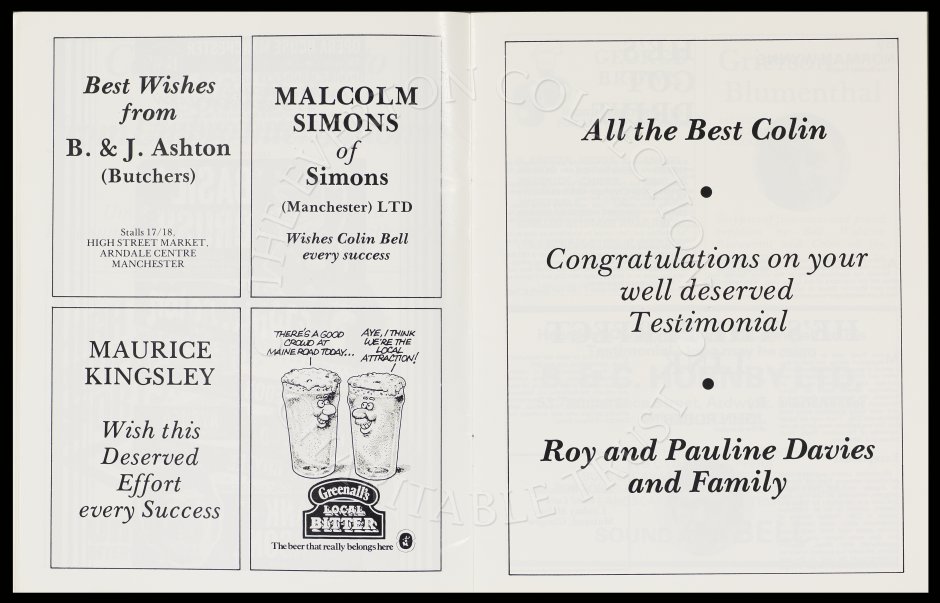 Best Wishes
from
B. & J. Ashton
(Butchers)
Stalls 17/18,
HIGH STREET MARKET,
ARNDALE CENTRE
MANCHESTER
MALCOLM
SIMONS
of
Simons
(Manchester) LTD
Wishes Colin Bell
every success
MAURICE
KINGSLEY
Wish this
Deserved
Effort
every Success
THERE'S A GOOD
CROWD AT
MAINE ROAD TODAY...
AYE, I THINK
WE'RE THE
LOCAL
ATTRACTION!
Greenall's
LOCAL
BITTER
The beer that really belongs here
All the Best Colin
Congratulations on your
well deserved
Testimonial
Roy and Pauline Davies
and Family